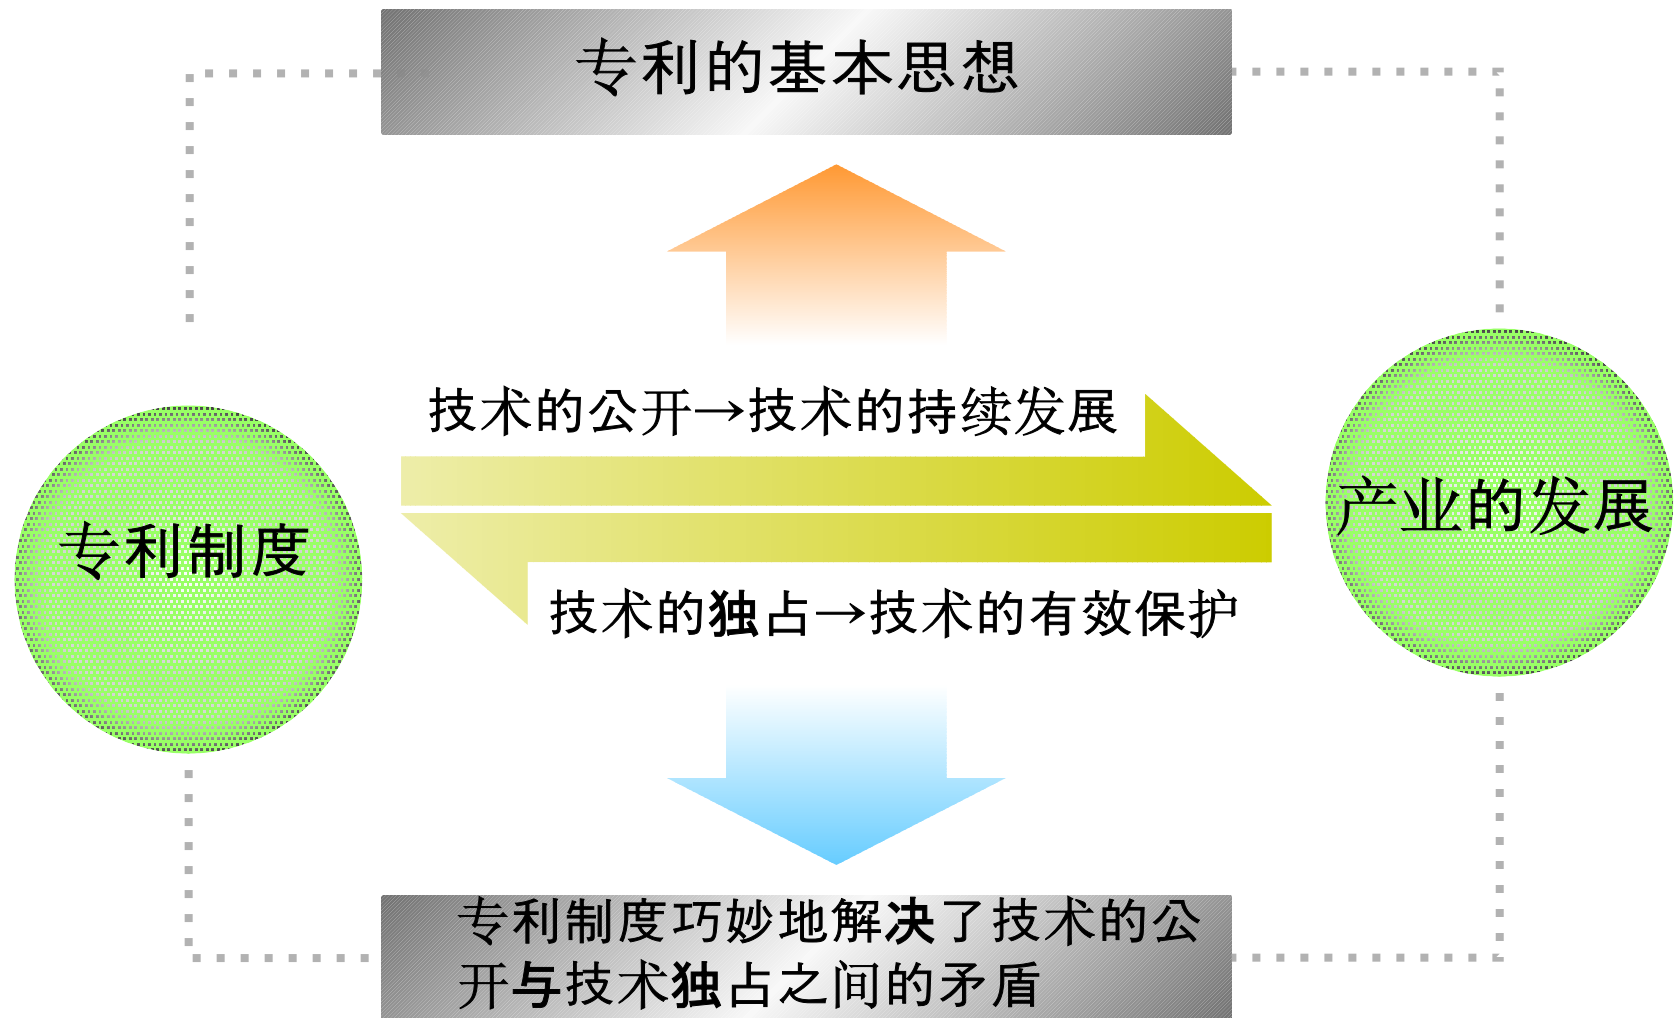 专利的基本思想
技术的公开→技术的持续发展
专利制度
产业的发展
技术的独占→技术的有效保护
专利制度巧妙地解决了技术的公
开与技术独占之间的矛盾